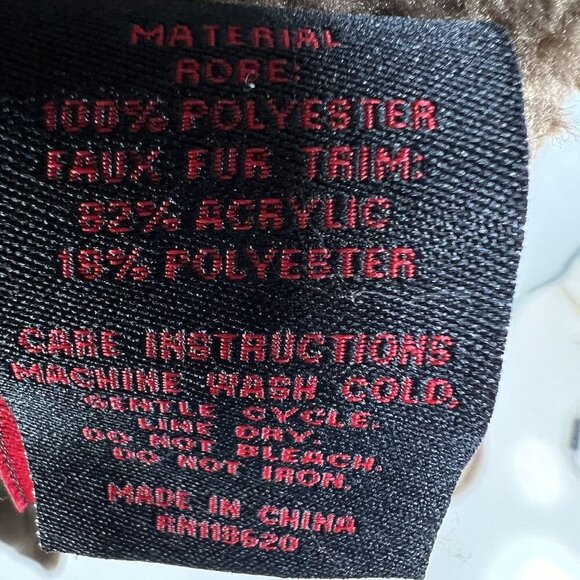 MATERIAL
ROBE:
100% POLYESTER
FAUX FUR TRIM:
82% ACRYLIC
18% POLYESTER
CARE INSTRUCTIONS
MACHINE WASH COLD.
GENTLE CYCLE.
LINE DRY.
DO NOT BLEACH.
DO NOT IRON.
MADE IN CHINA
RN118620